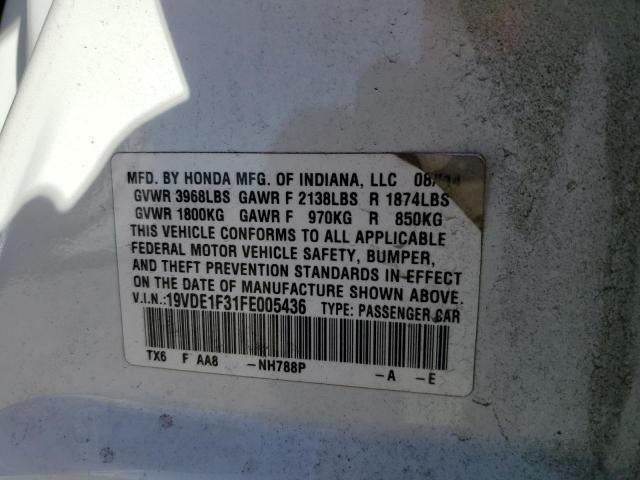 MFD. BY HONDA MFG. OF INDIANA, LLC 08/14
GVWR 3968LBS GAWR F 2138LBS R 1874LBS
GVWR 1800KG GAWR F 970KG R 850KG
THIS VEHICLE CONFORMS TO ALL APPLICABLE
FEDERAL MOTOR VEHICLE SAFETY, BUMPER,
AND THEFT PREVENTION STANDARDS IN EFFECT
ON THE DATE OF MANUFACTURE SHOWN ABOVE.
V.I.N.:19VDE1F31FE005436 TYPE: PASSENGER CAR
TX6 F AA8 -NH788P -A -E